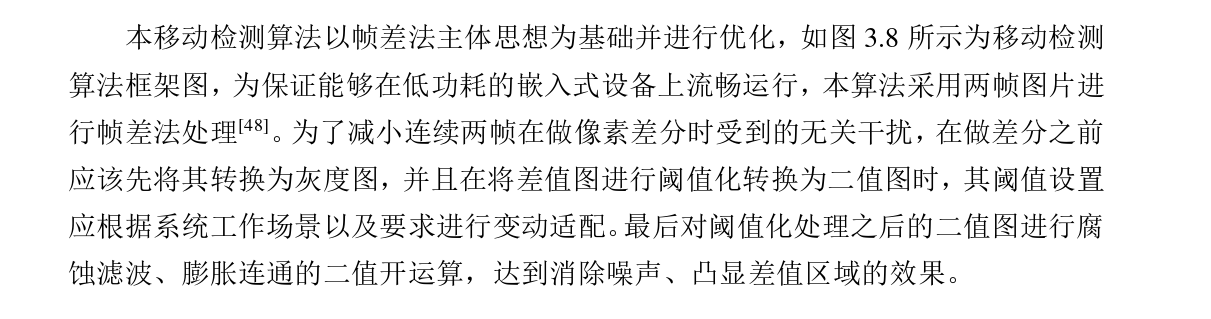 本移动检测算法以帧差法主体思想为基础并进行优化，如图 3.8 所示为移动检测
算法框架图，为保证能够在低功耗的嵌入式设备上流畅运行，本算法采用两帧图片进
行帧差法处理[48]。为了减小连续两帧在做像素差分时受到的无关干扰，在做差分之前
应该先将其转换为灰度图，并且在将差值图进行阈值化转换为二值图时，其阈值设置
应根据系统工作场景以及要求进行变动适配。最后对阈值化处理之后的二值图进行腐
蚀滤波、膨胀连通的二值开运算，达到消除噪声、凸显差值区域的效果。